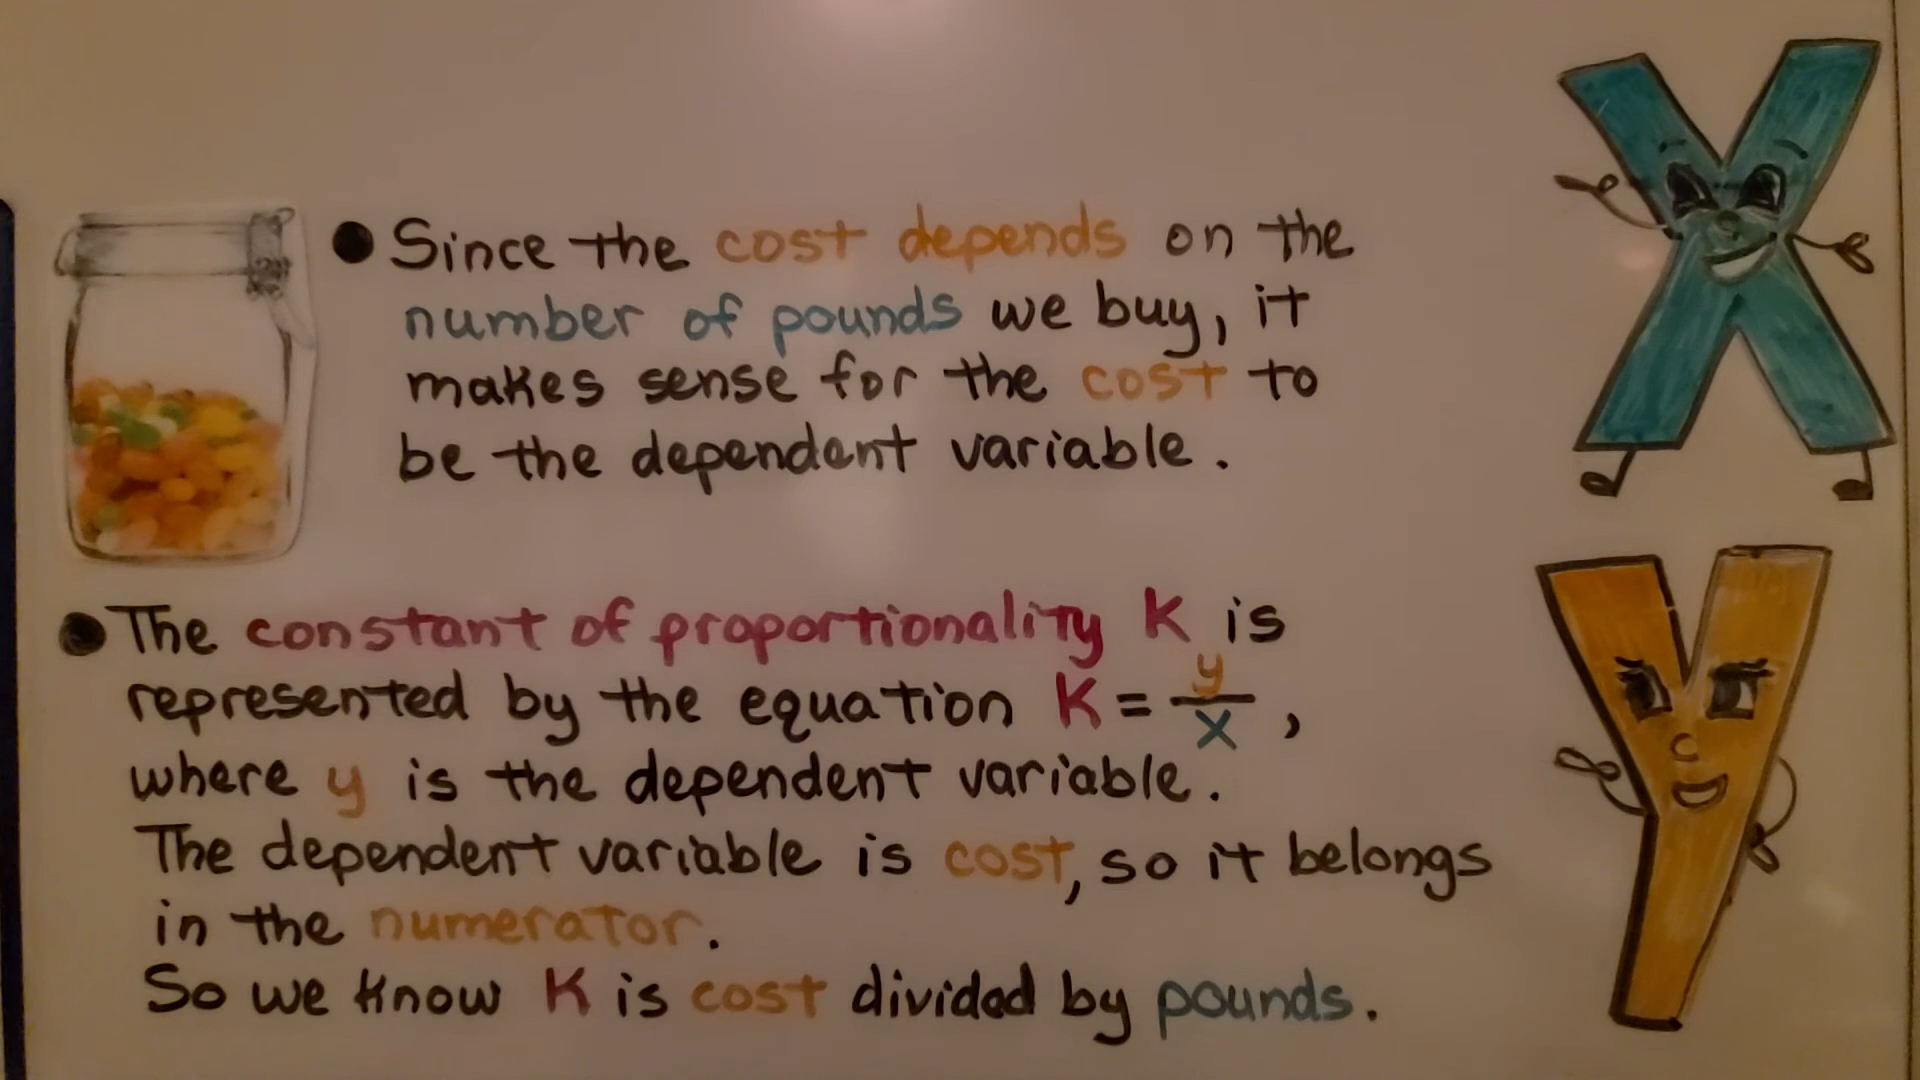 ● Since the cost depends on the
number of pounds we buy, it
makes sense for the cost to
be the dependent variable.
● The constant of proportionality K is
represented by the equation K = y/x ,
where y is the dependent variable.
The dependent variable is cost, so it belongs
in the numerator.
So we know K is cost divided by pounds.
X
Y